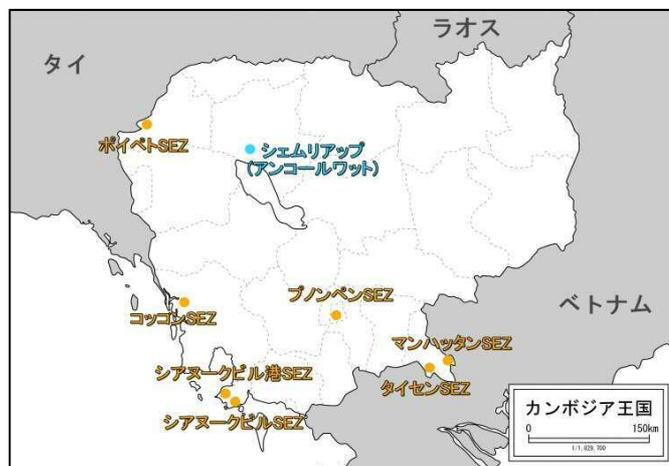 ラオス
タイ
ポイペトSEZ
シェムリアップ
(アンコールワット)
プノンペンSEZ
コッコンSEZ
ベトナム
マンハッタンSEZ
タイセンSEZ
シアヌークビル港SEZ
シアヌークビルSEZ
カンボジア王国
0 150km
1/1,829,700